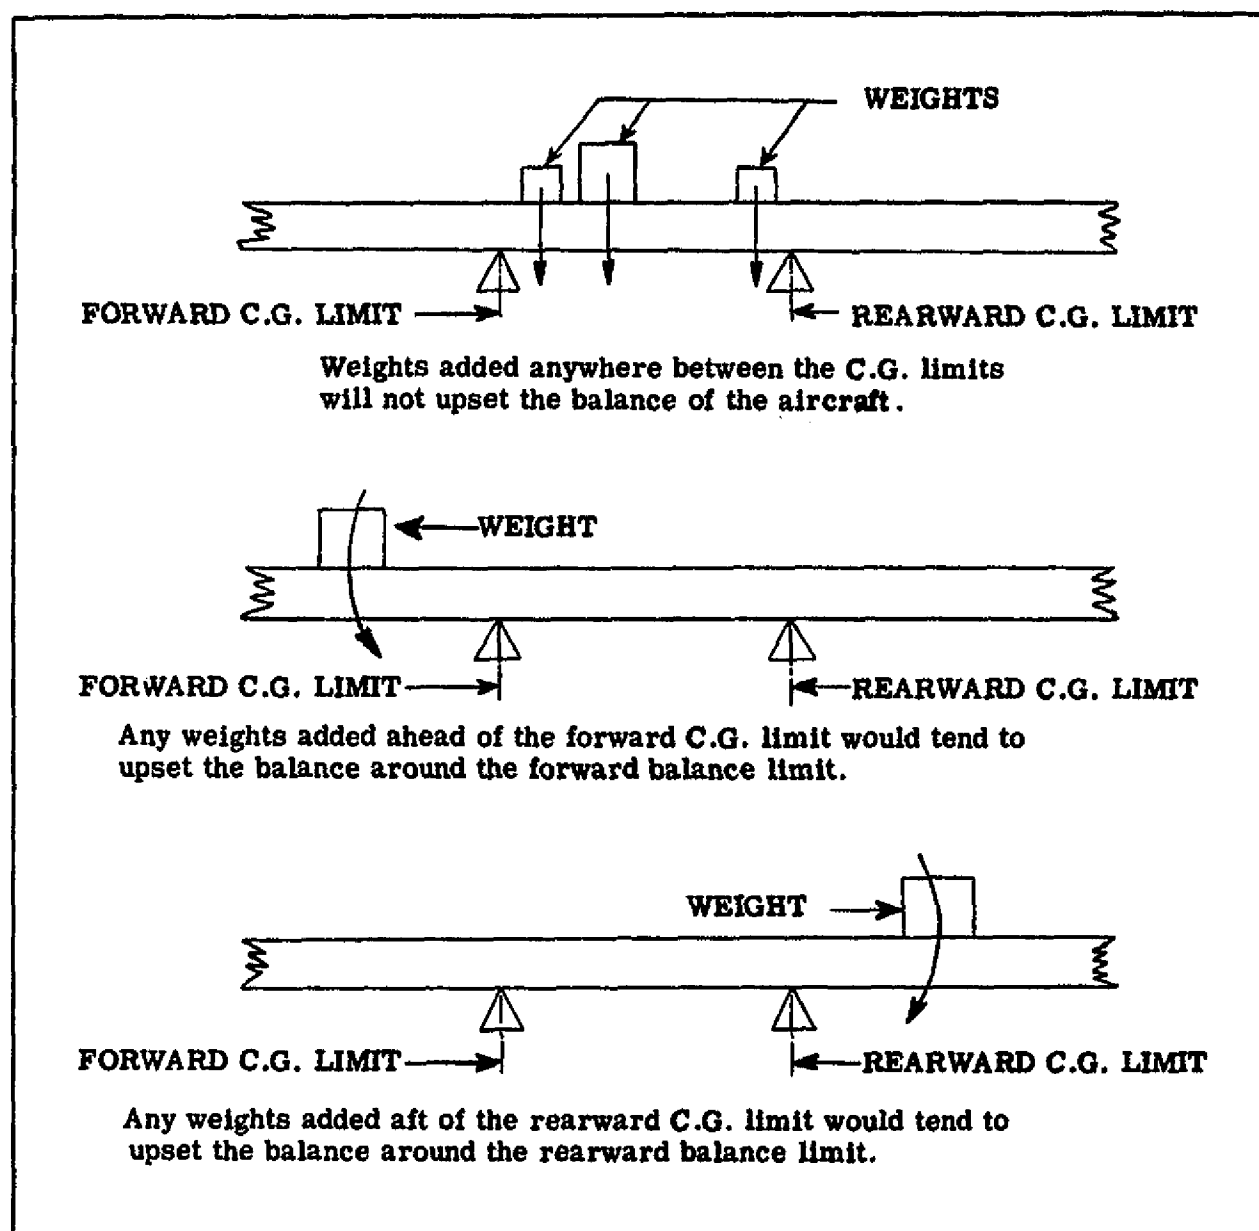 WEIGHTS
FORWARD C.G. LIMIT
REARWARD C.G. LIMIT
Weights added anywhere between the C.G. limits
will not upset the balance of the aircraft.
WEIGHT
FORWARD C.G. LIMIT
REARWARD C.G. LIMIT
Any weights added ahead of the forward C.G. limit would tend to
upset the balance around the forward balance limit.
WEIGHT
FORWARD C.G. LIMIT
REARWARD C.G. LIMIT
Any weights added aft of the rearward C.G. limit would tend to
upset the balance around the rearward balance limit.